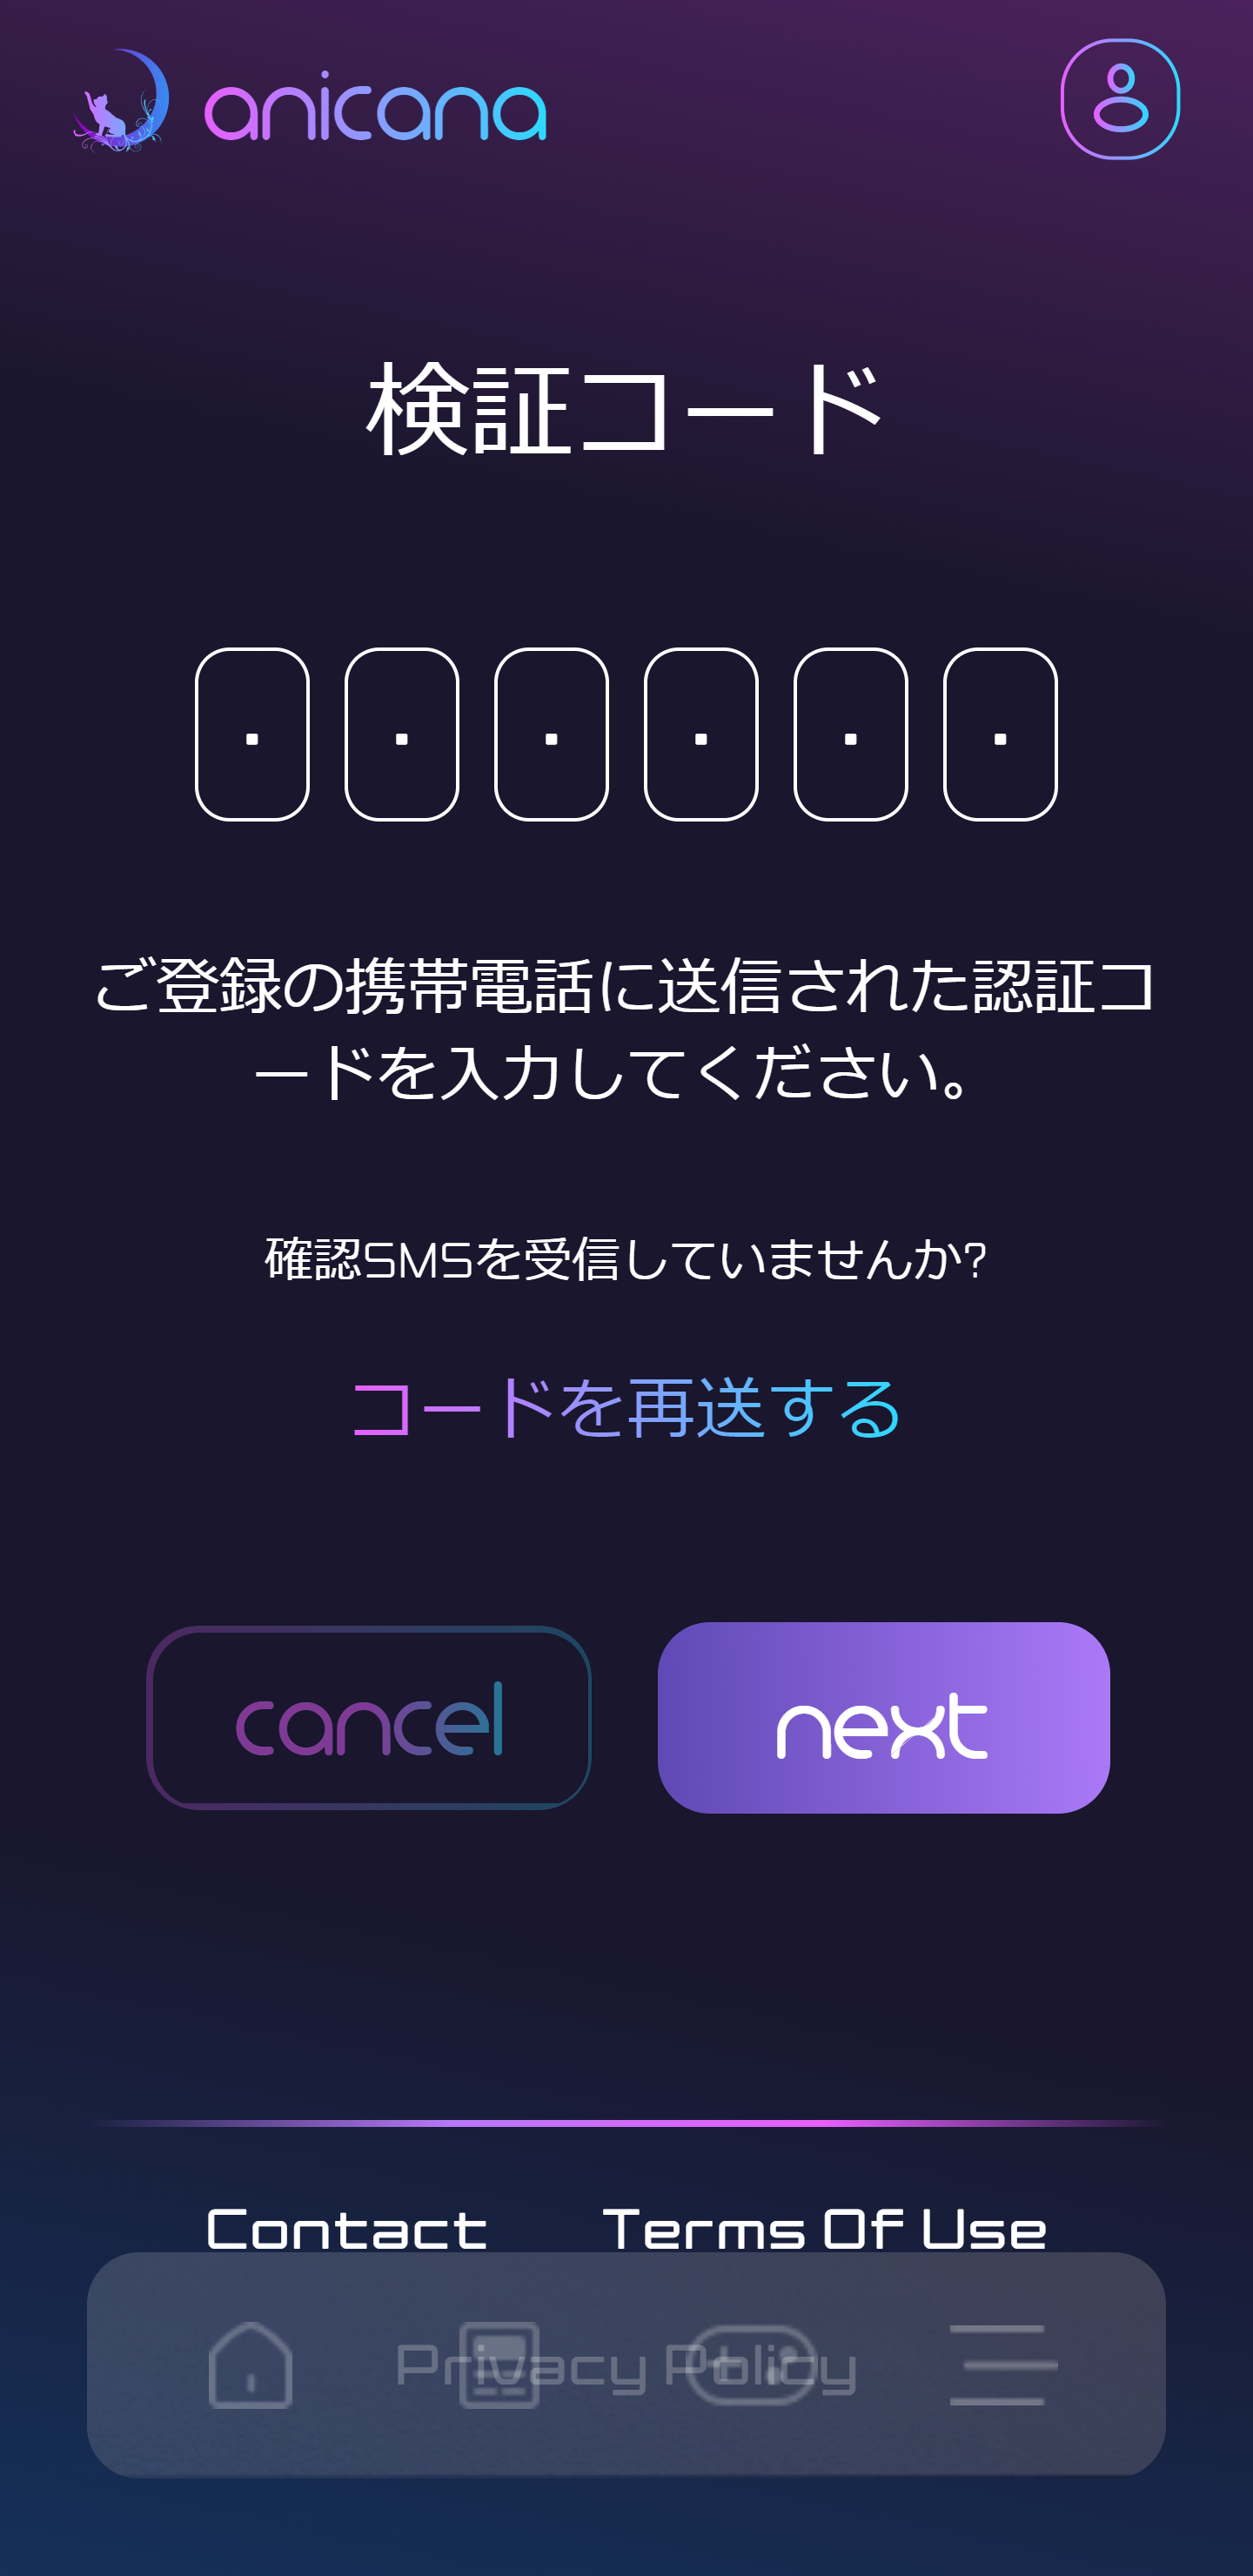 anicana
検証コード
ご登録の携帯電話に送信された認証コ
ードを入力してください。
確認SMSを受信していませんか?
コードを再送する
cancel next
Contact Terms Of Use
Privacy Policy